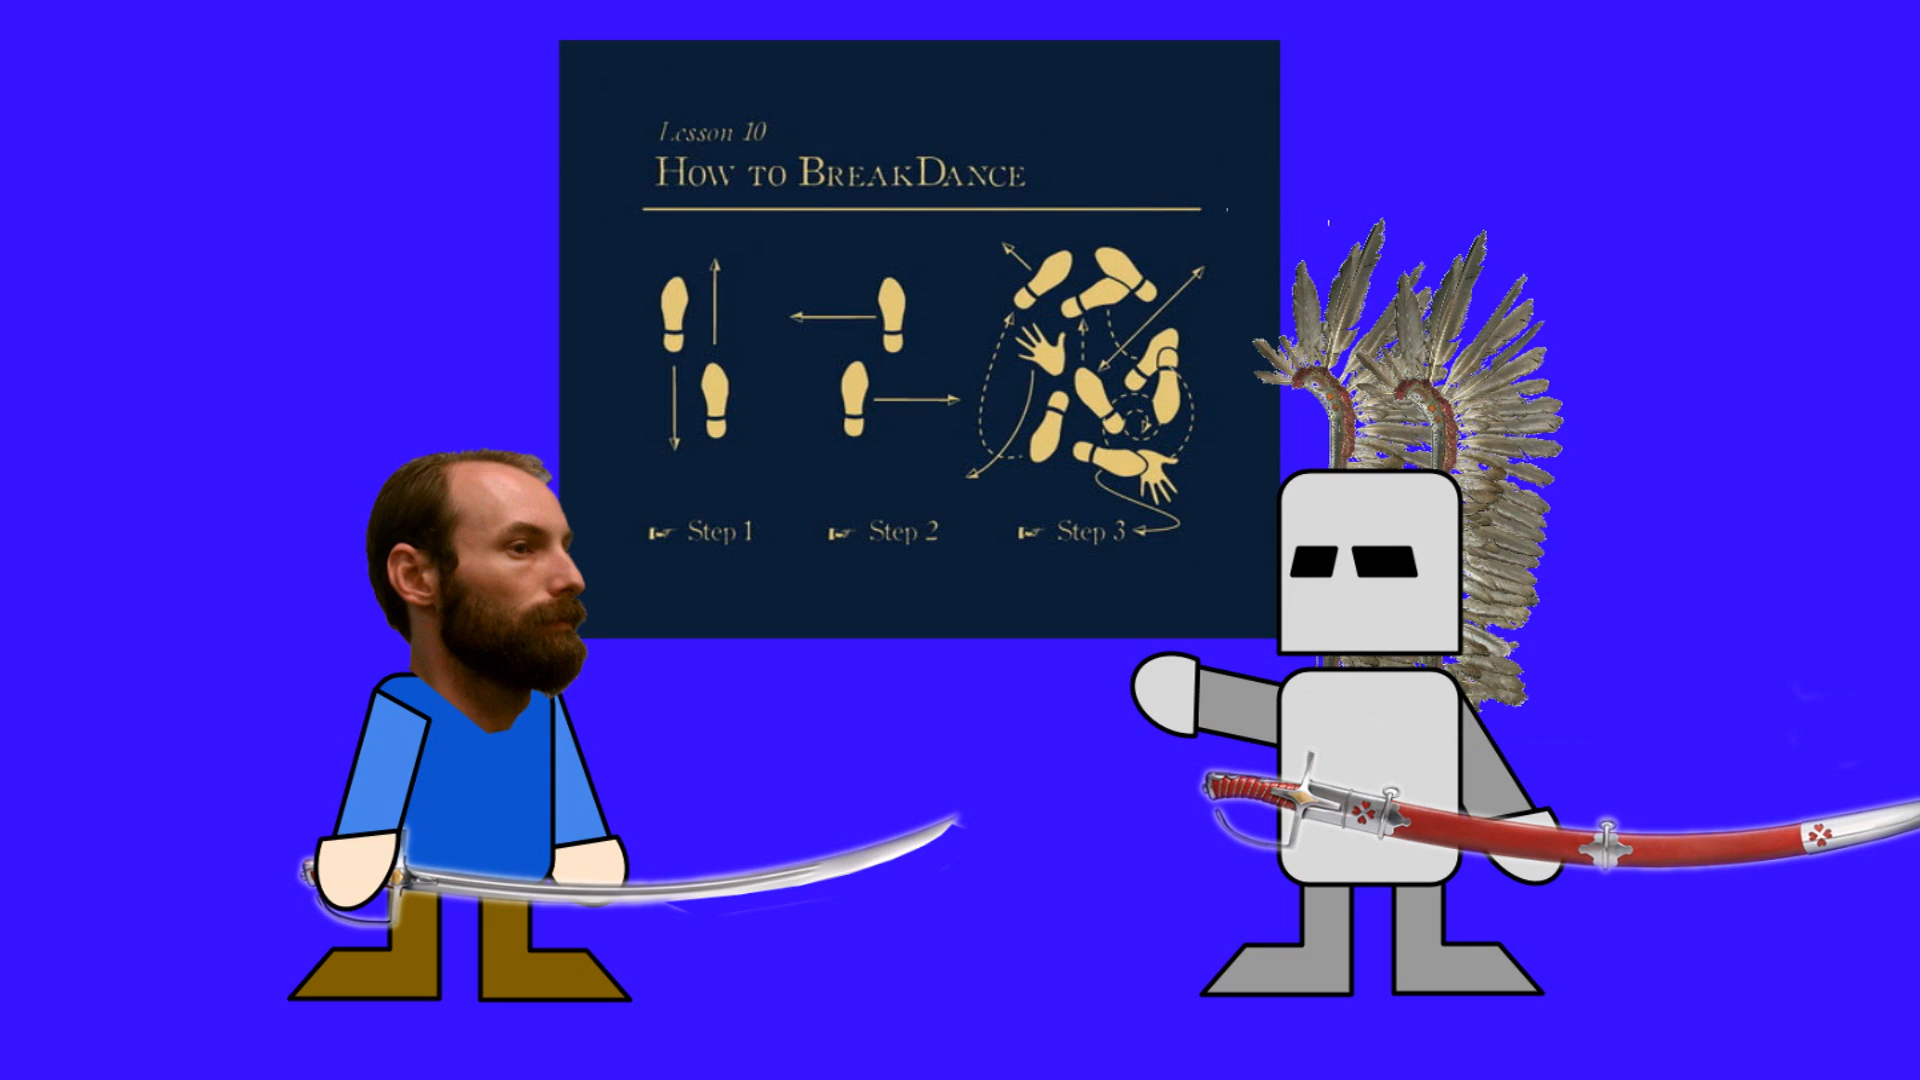 Lesson 10
How to BreakDance
Step 1
Step 2
Step 3